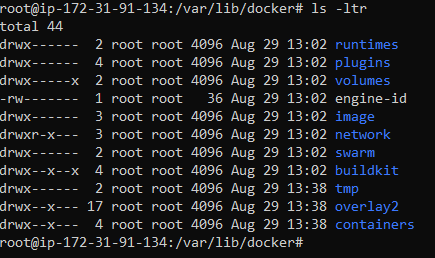 root@ip-172-31-91-134:/var/lib/docker# ls -ltr
total 44
drwx------  2 root root 4096 Aug 29 13:02 runtimes
drwx------  4 root root 4096 Aug 29 13:02 plugins
drwx-----x  2 root root 4096 Aug 29 13:02 volumes
-rw-------  1 root root   36 Aug 29 13:02 engine-id
drwx------  3 root root 4096 Aug 29 13:02 image
drwxr-x---  3 root root 4096 Aug 29 13:02 network
drwx------  2 root root 4096 Aug 29 13:02 swarm
drwx--x--x  4 root root 4096 Aug 29 13:02 buildkit
drwx------  2 root root 4096 Aug 29 13:38 tmp
drwx--x--- 17 root root 4096 Aug 29 13:38 overlay2
drwx--x---  4 root root 4096 Aug 29 13:38 containers
root@ip-172-31-91-134:/var/lib/docker#